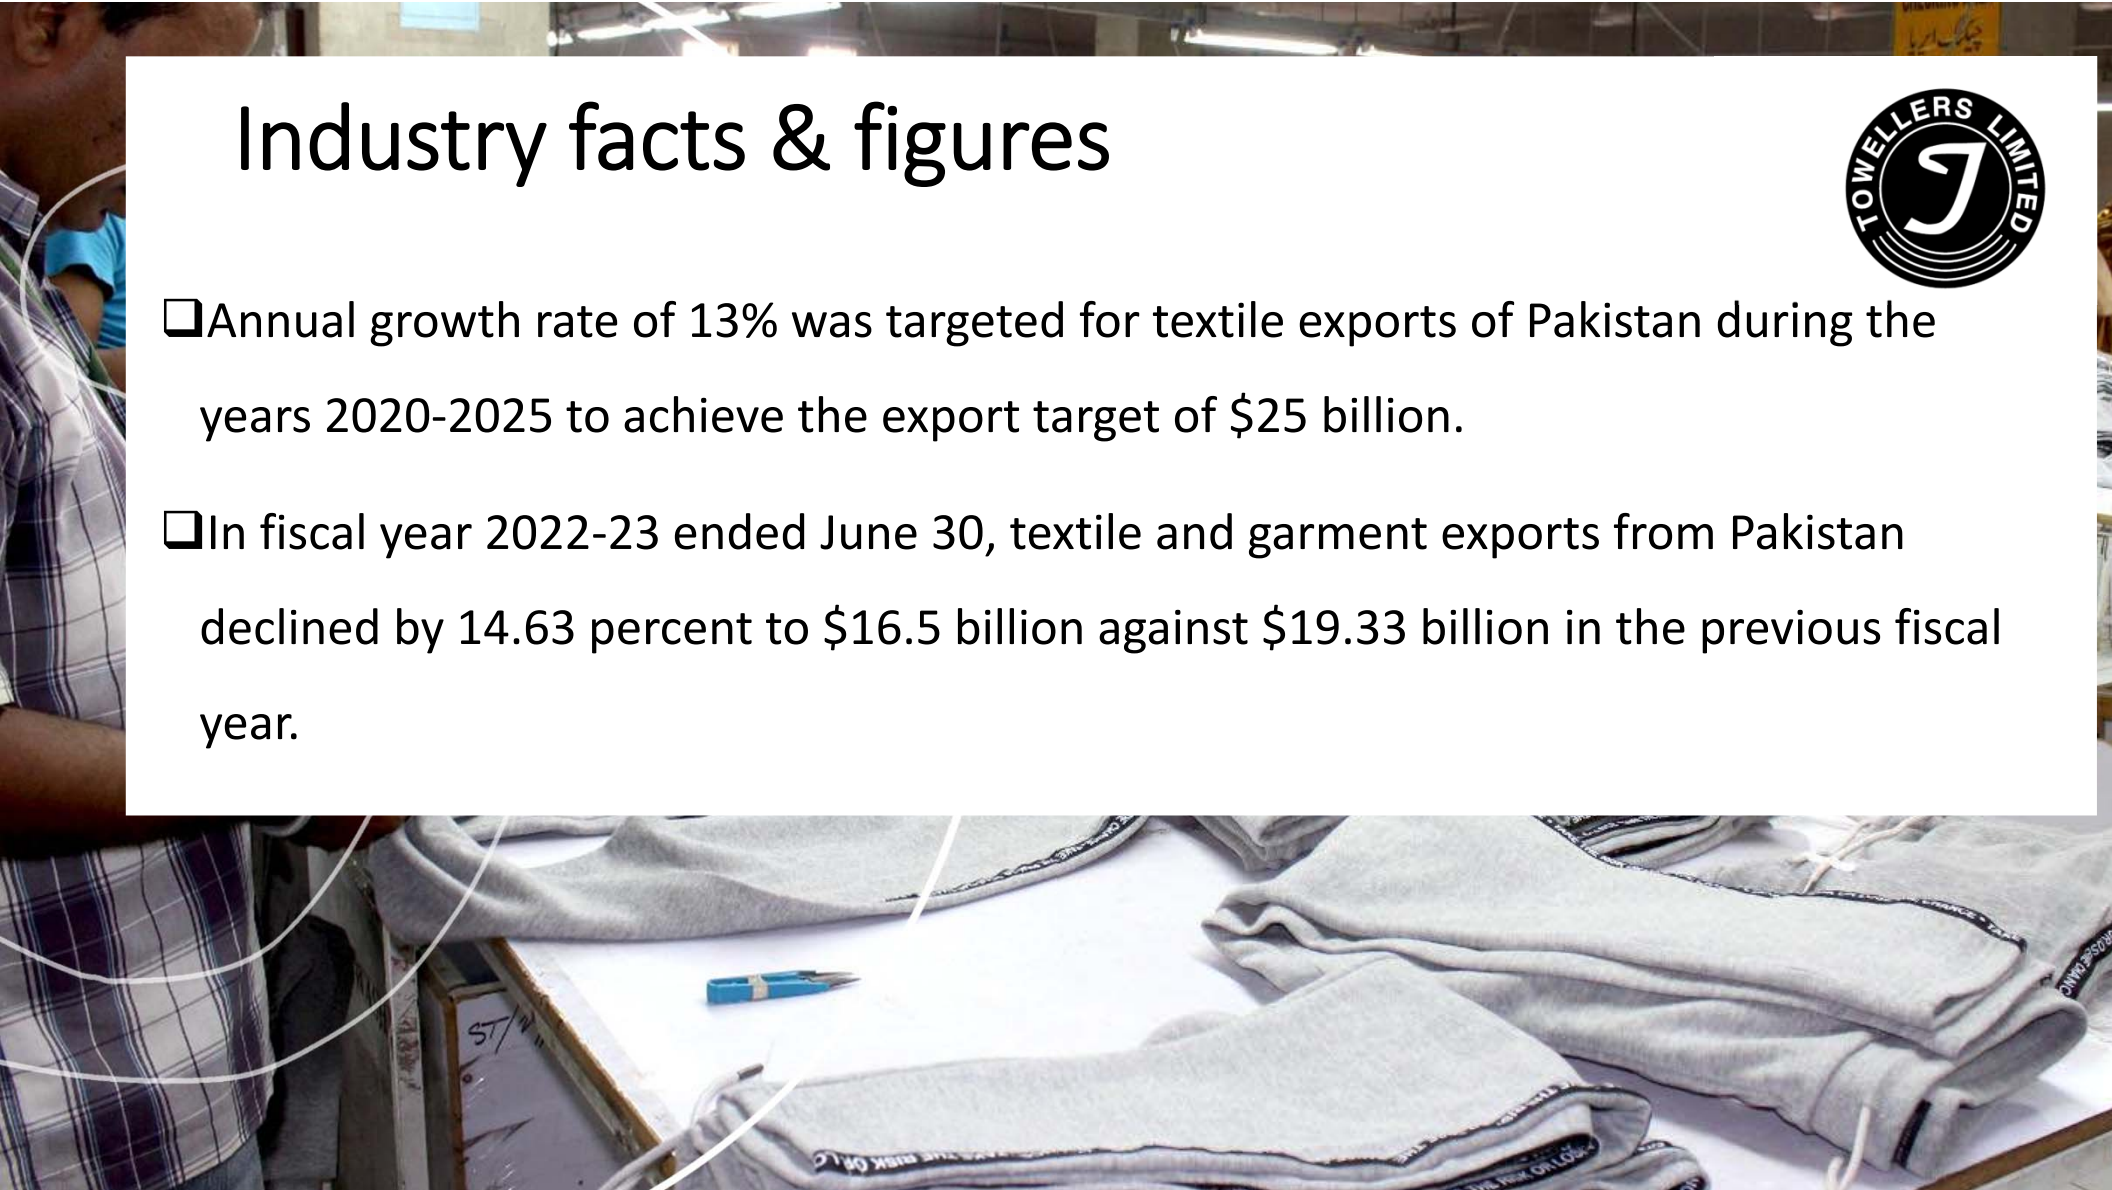 چیکنگ ایریا
Industry facts & figures
TOWELLERS LIMITED
T
❑Annual growth rate of 13% was targeted for textile exports of Pakistan during the
years 2020-2025 to achieve the export target of $25 billion.
❑In fiscal year 2022-23 ended June 30, textile and garment exports from Pakistan
declined by 14.63 percent to $16.5 billion against $19.33 billion in the previous fiscal
year.
ST/